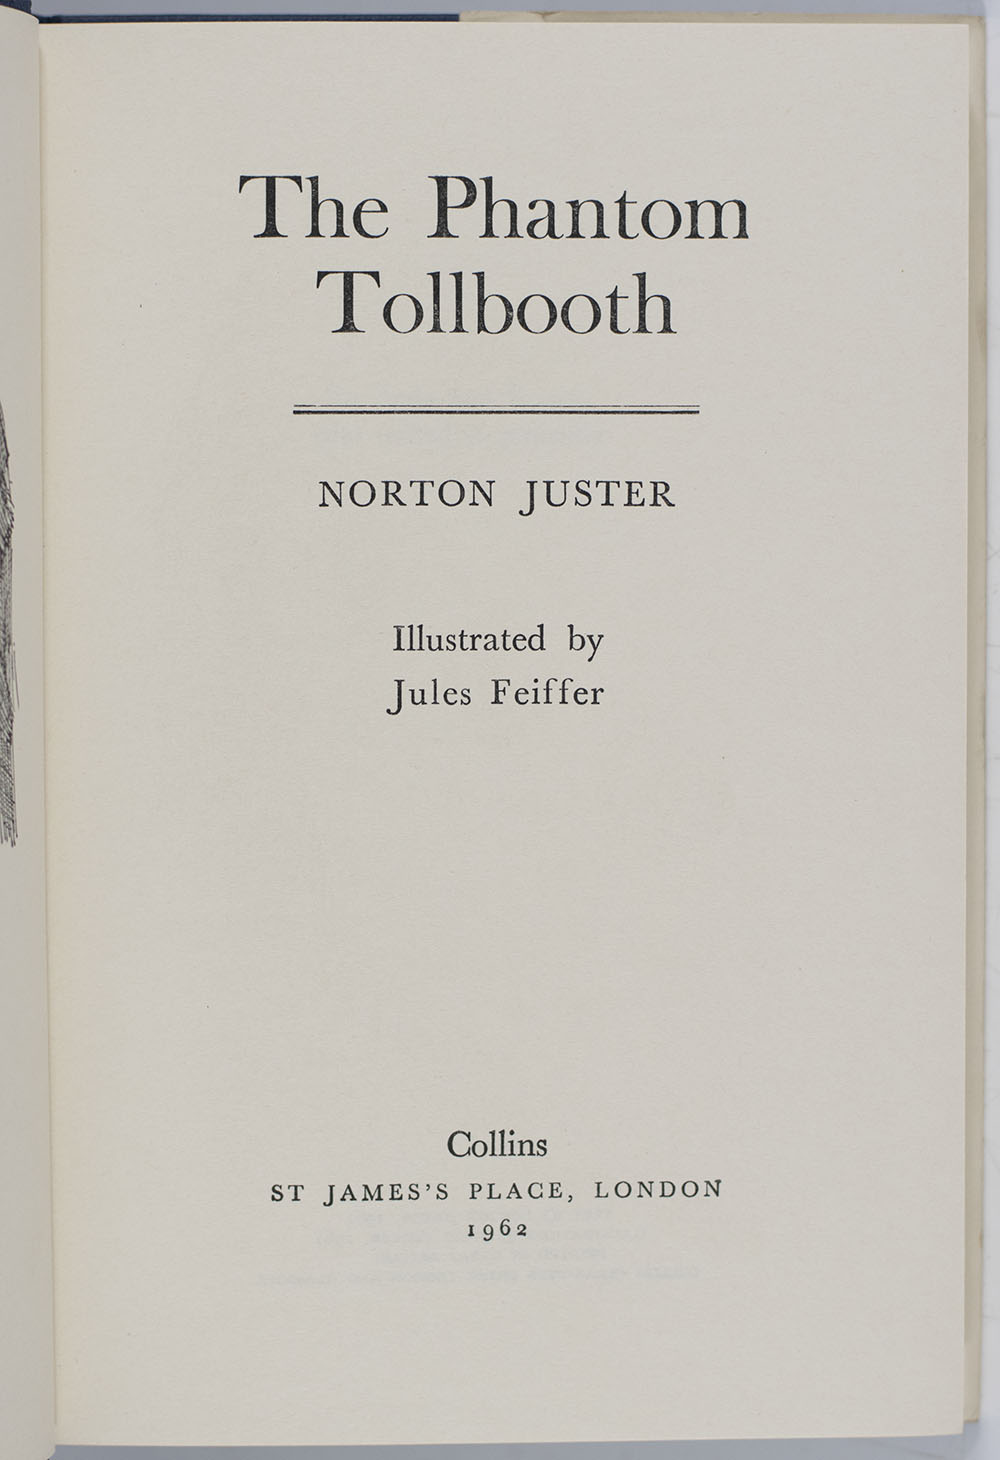 The Phantom
Tollbooth
NORTON JUSTER
Illustrated by
Jules Feiffer
Collins
ST JAMES'S PLACE, LONDON
1962